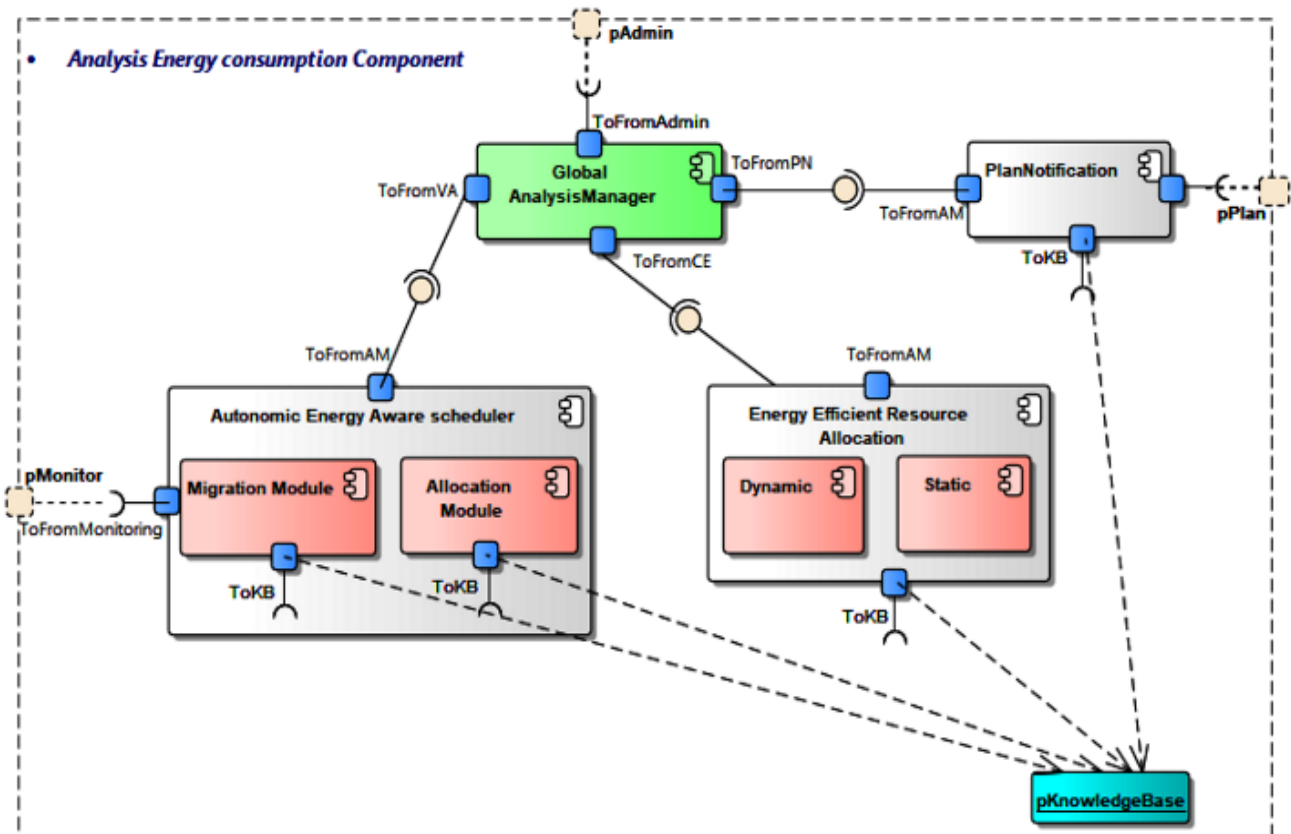 pAdmin
• Analysis Energy consumption Component
ToFromAdmin
Global
AnalysisManager
ToFromPN
PlanNotification
ToFromVA
ToFromAM
pPlan
ToFromCE
ToKB
ToFromAM
ToFromAM
Autonomic Energy Aware scheduler
Energy Efficient Resource
Allocation
pMonitor
Migration Module
Allocation
Module
Dynamic
Static
ToFromMonitoring
ToKB
ToKB
ToKB
pKnowledgeBase